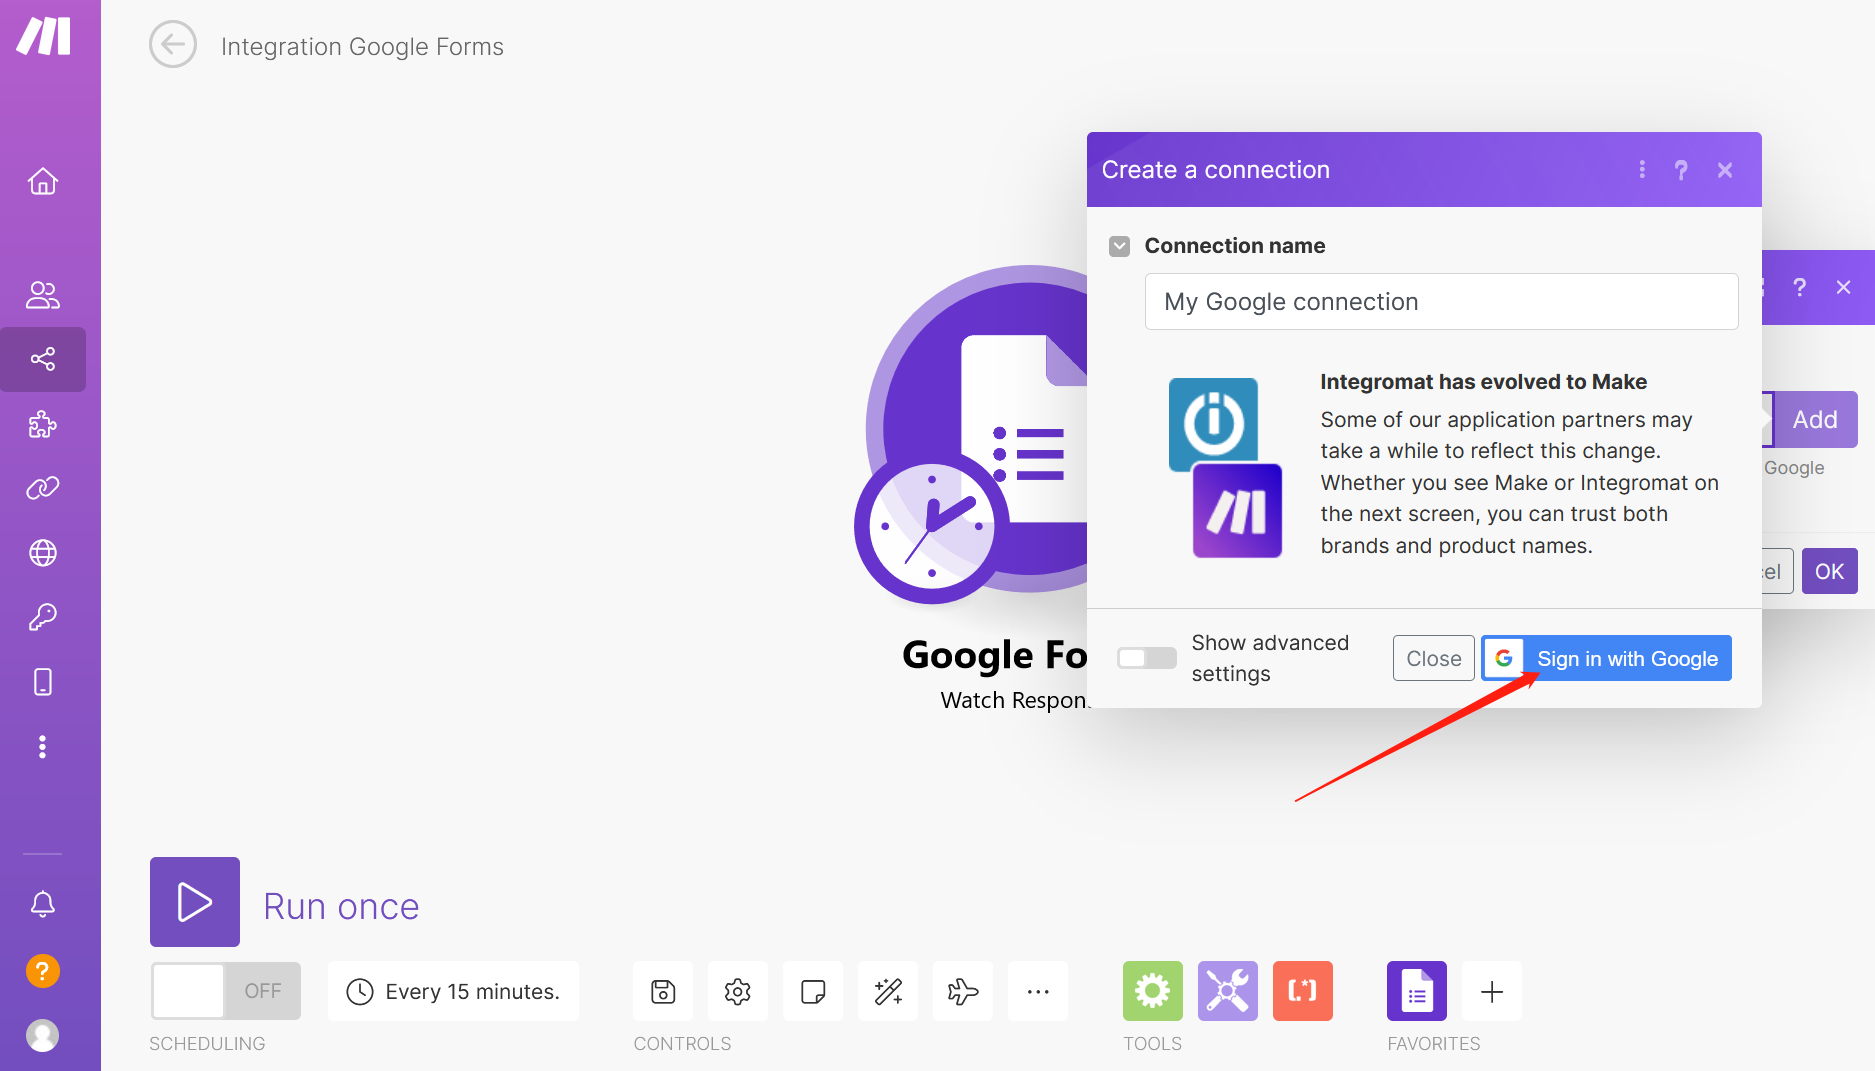 Integration Google Forms
Create a connection
Connection name
My Google connection
Integromat has evolved to Make
Some of our application partners may
take a while to reflect this change.
Whether you see Make or Integromat on
the next screen, you can trust both
brands and product names.
Add
Google
OK
Show advanced
settings
Close
Sign in with Google
Google Fo
Watch Respon
Run once
OFF
Every 15 minutes.
SCHEDULING
CONTROLS
TOOLS
FAVORITES